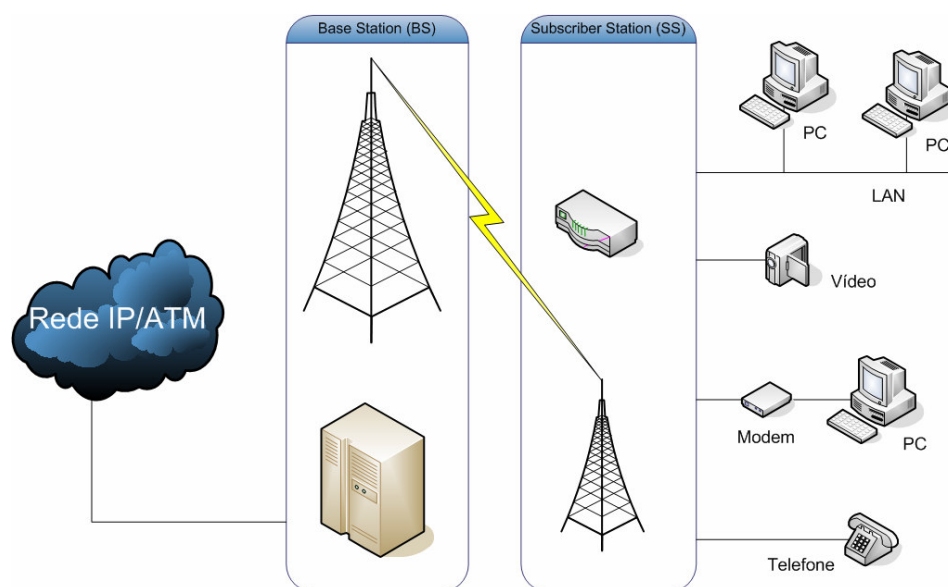 Base Station (BS)
Subscriber Station (SS)
PC
PC
LAN
Rede IP/ATM
Vídeo
Modem
PC
Telefone